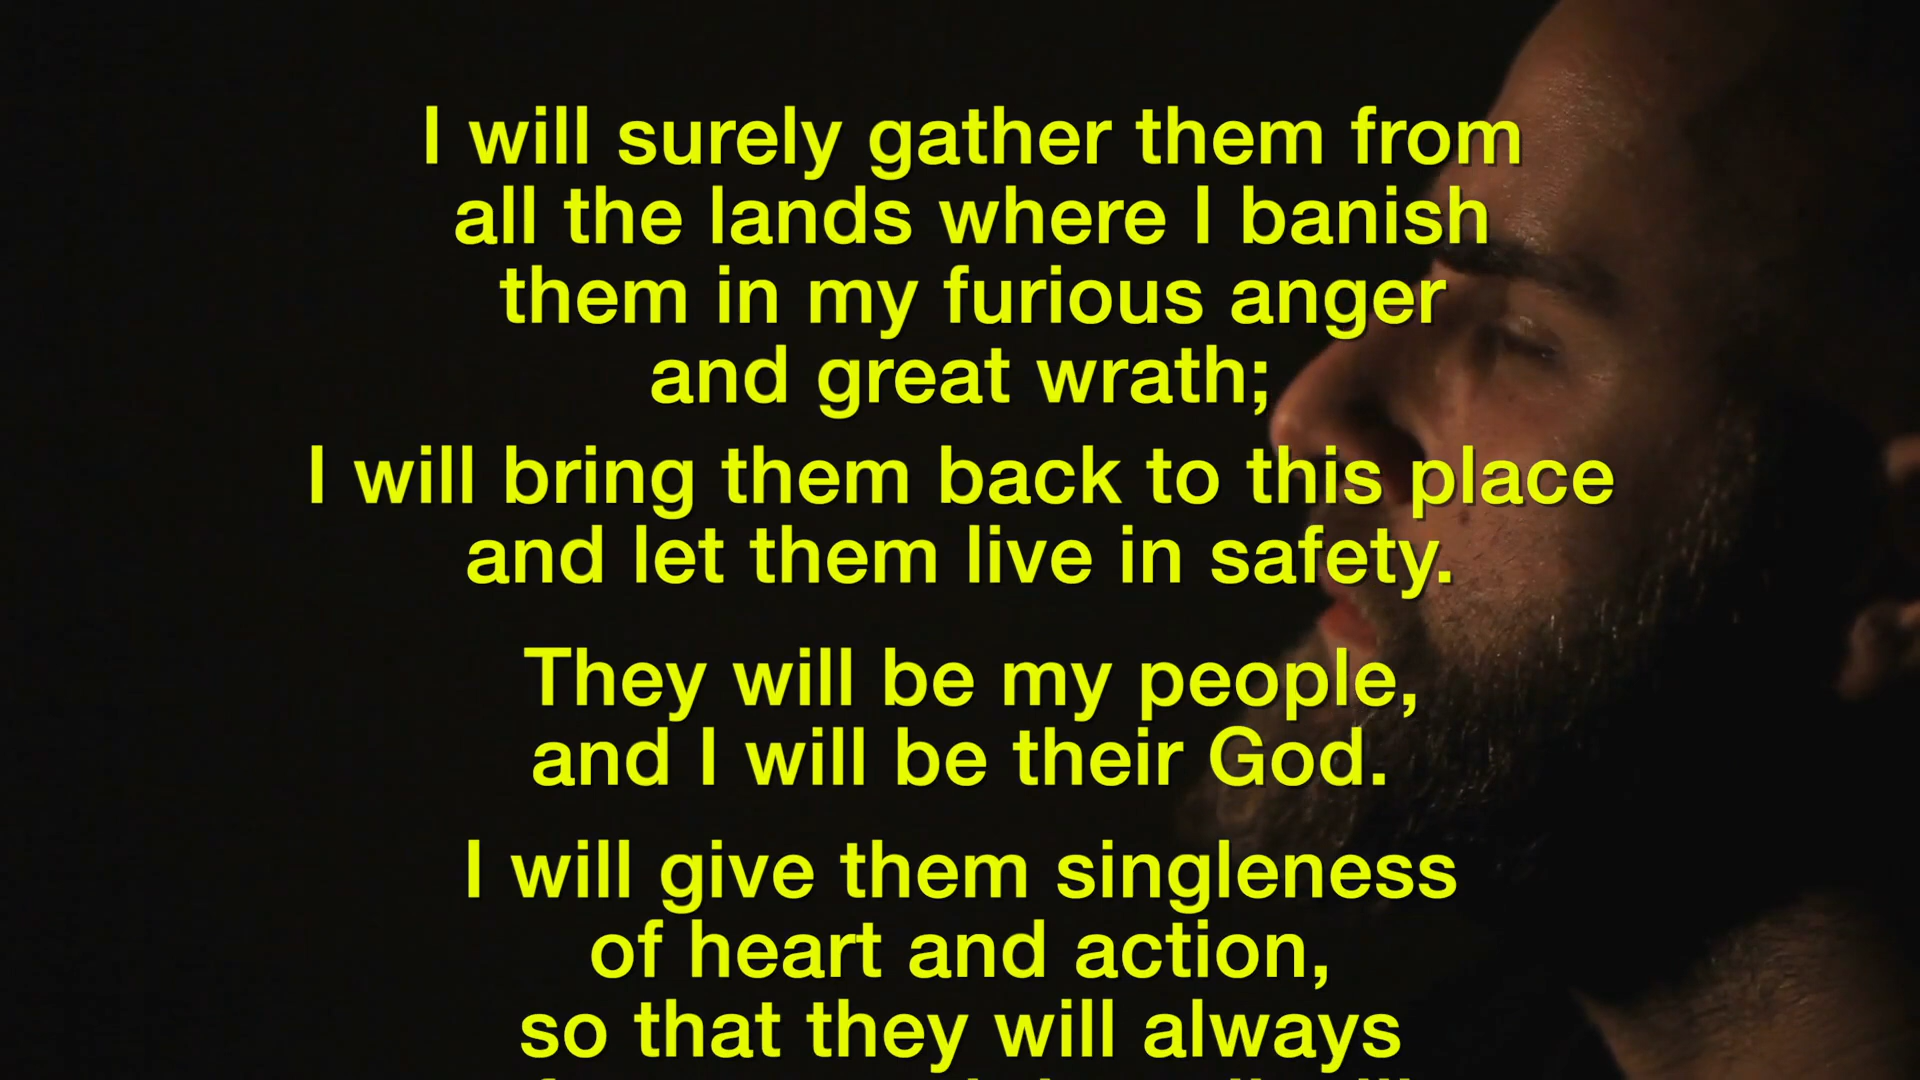 I will surely gather them from
all the lands where I banish
them in my furious anger
and great wrath;
I will bring them back to this place
and let them live in safety.
They will be my people,
and I will be their God.
I will give them singleness
of heart and action,
so that they will always